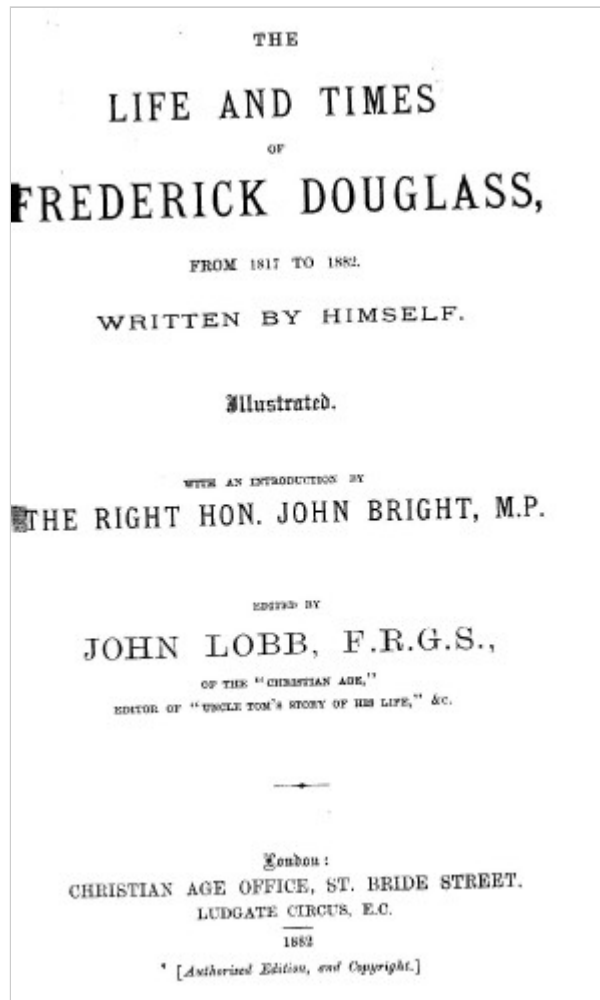 THE
LIFE AND TIMES
OF
FREDERICK DOUGLASS,
FROM 1817 TO 1882.
WRITTEN BY HIMSELF.
Illustrated.
WITH AN INTRODUCTION BY
THE RIGHT HON. JOHN BRIGHT, M.P.
EDITED BY
JOHN LOBB, F.R.G.S.,
OF THE "CHRISTIAN AGE,"
EDITOR OF "UNCLE TOM'S STORY OF HIS LIFE," &C.
London:
CHRISTIAN AGE OFFICE, ST. BRIDE STREET.
LUDGATE CIRCUS, E.C.
1882
[Authorised Edition, and Copyright.]